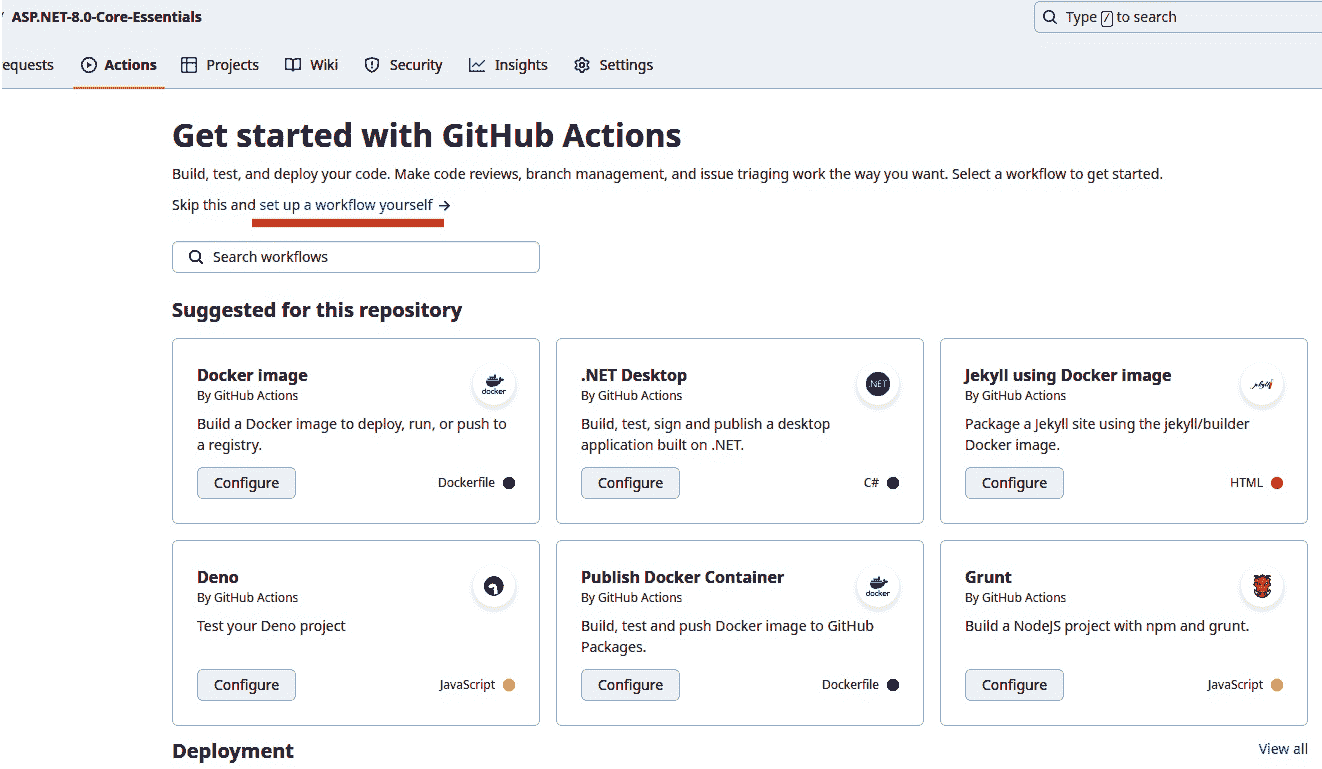 ASP.NET-8.0-Core-Essentials
Type / to search
equests Actions Projects Wiki Security Insights Settings
Get started with GitHub Actions
Build, test, and deploy your code. Make code reviews, branch management, and issue triaging work the way you want. Select a workflow to get started.
Skip this and set up a workflow yourself →
Search workflows
Suggested for this repository
Docker image
By GitHub Actions
docker
Build a Docker image to deploy, run, or push to
a registry.
Configure
Dockerfile
.NET Desktop
By GitHub Actions
.NET
Build, test, sign and publish a desktop
application built on .NET.
Configure
C#
Jekyll using Docker image
By GitHub Actions
jekyll
Package a Jekyll site using the jekyll/builder
Docker image.
Configure
HTML
Deno
By GitHub Actions
Test your Deno project
Configure
JavaScript
Publish Docker Container
By GitHub Actions
docker
Build, test and push Docker image to GitHub
Packages.
Configure
Dockerfile
Grunt
By GitHub Actions
Build a NodeJS project with npm and grunt.
Configure
JavaScript
Deployment
View all